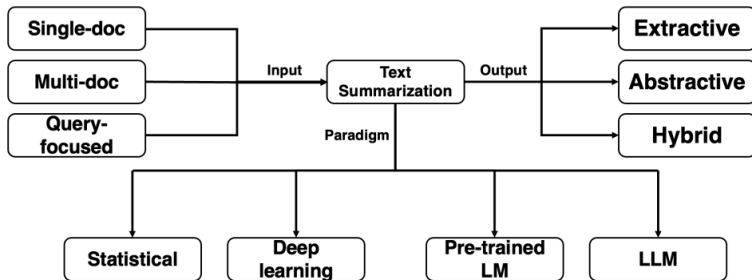 Single-doc
Multi-doc
Query-
focused
Input
Text
Summarization
Output
Extractive
Abstractive
Hybrid
Paradigm
Statistical
Deep
learning
Pre-trained
LM
LLM